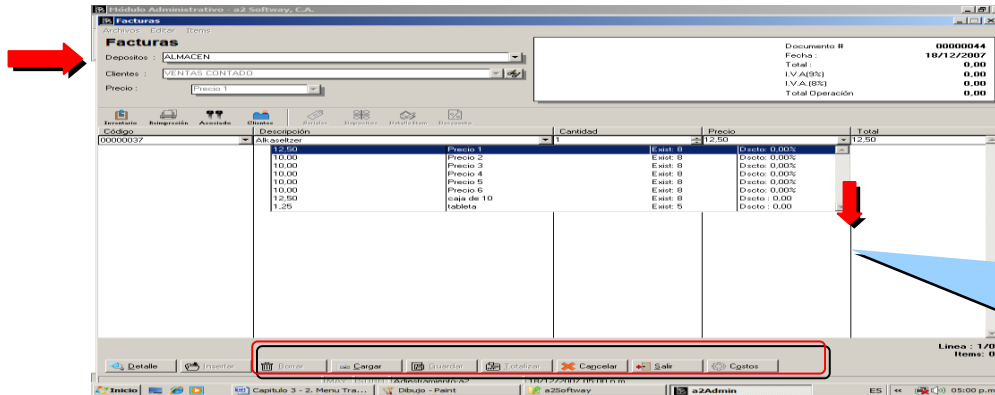 Módulo Administrativo - a2 Softway, C.A.
Facturas
Archivos Editar Items
Facturas
Depositos : ALMACEN
Clientes : VENTAS CONTADO
Precio : Precio 1
Documento # 00000044
Fecha : 18/12/2007
Total : 0,00
I.V.A(9%) 0,00
I.V.A.(8%) 0,00
Total Operación 0,00
Inventario Reimpresión Acostado Clientes Depositos Detalle Item Descuento
Código Descripción Cantidad Precio Total
00000037 Alkaseltzer 1 12,50 12,50
12,50 Precio 1 Exist: 8 Dscto: 0,00%
10,00 Precio 2 Exist: 8 Dscto: 0,00%
10,00 Precio 3 Exist: 8 Dscto: 0,00%
10,00 Precio 4 Exist: 8 Dscto: 0,00%
10,00 Precio 5 Exist: 8 Dscto: 0,00%
10,00 Precio 6 Exist: 8 Dscto: 0,00%
12,50 caja de 10 Exist: 8 Dscto : 0,00
1,25 tableta Exist: 5 Dscto : 0,00
Linea : 1/0
Items: 0
Detalle Insertar Borrar Cargar Guardar Totalizar Cancelar Salir Costos
Inicio Capitulo 3 - 2. Menu Tra... Dibujo - Paint a2Softway a2Admin ES 05:00 p.m